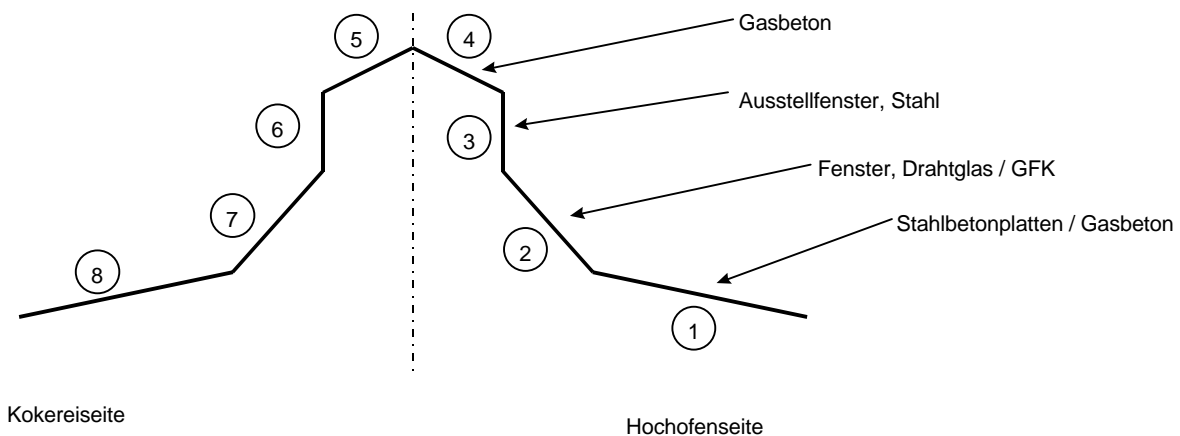 5
4
Gasbeton
Ausstellfenster, Stahl
6
3
Fenster, Drahtglas / GFK
7
Stahlbetonplatten / Gasbeton
2
8
1
Kokereiseite
Hochofenseite